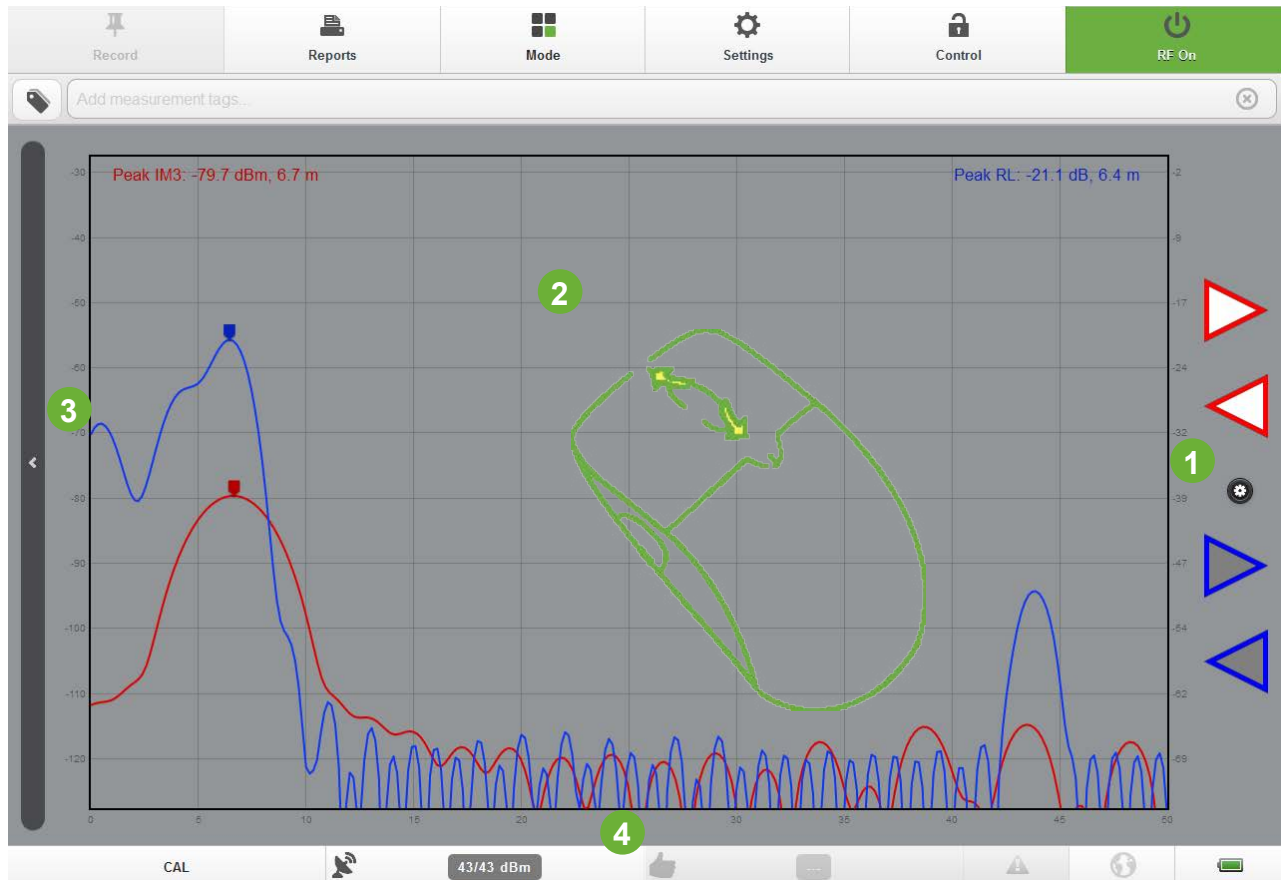 Record Reports Mode Settings Control RF On
Add measurement tags...
Peak IM3: -79.7 dBm, 6.7 m
Peak RL: -21.1 dB, 6.4 m
-30 -2
-40 -9
2
-50 -17
-60 -24
3
-70 -32
1
-80 -39
-90 -47
-100 -54
-110 -62
-120 -69
0 5 10 15 20 30 35 40 45 50
4
CAL 43/43 dBm ...